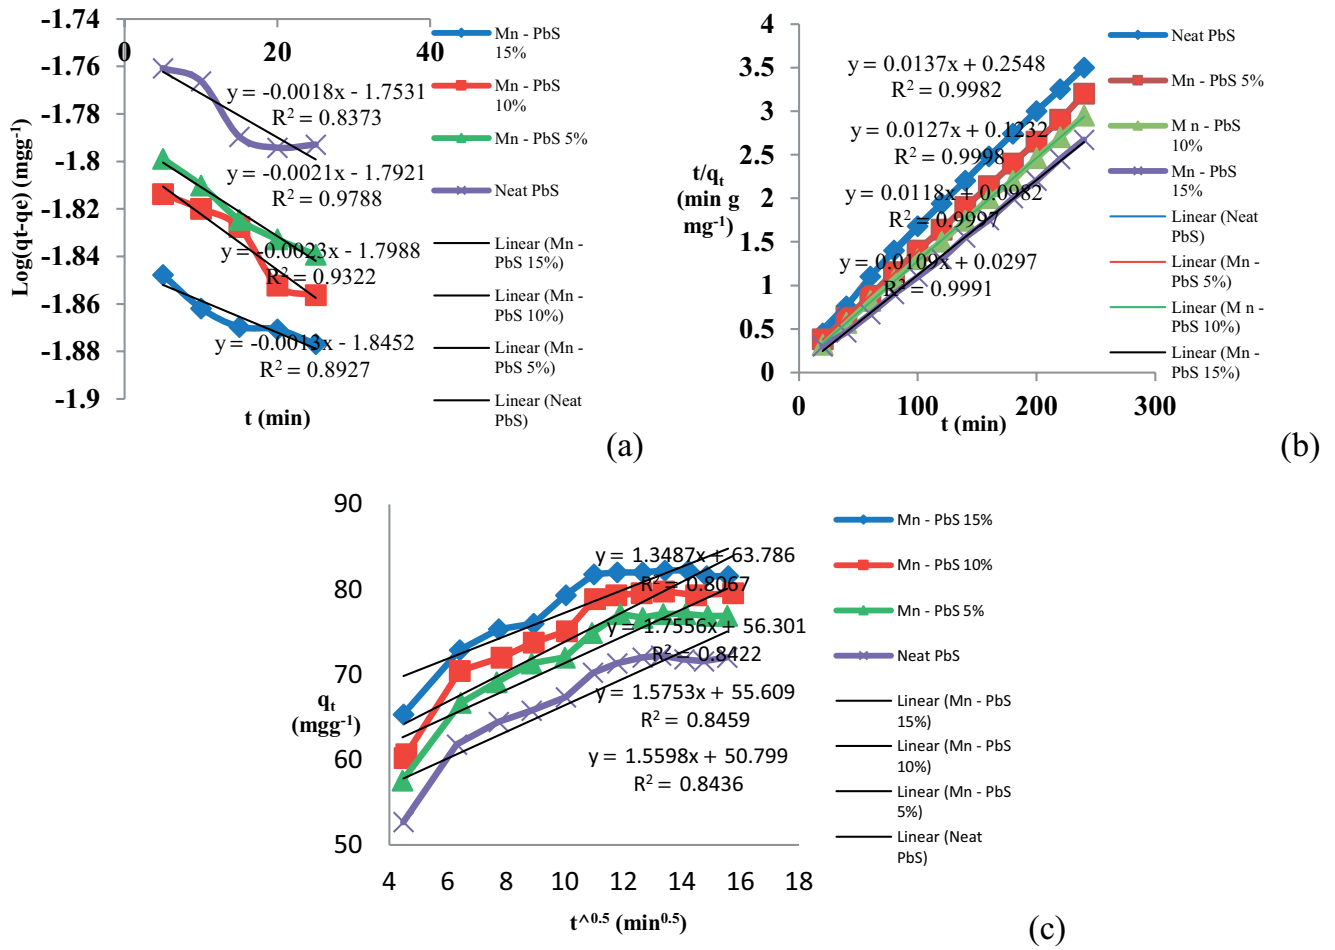 -1.74
-1.76
-1.78
-1.8
-1.82
-1.84
-1.86
-1.88
-1.9
Log(qt-qe) (mgg⁻¹)
0
20
40
y = -0.0018x - 1.7531
R² = 0.8373
y = -0.0021x - 1.7921
R² = 0.9788
y = -0.0023x - 1.7988
R² = 0.9322
y = -0.0013x - 1.8452
R² = 0.8927
t (min)
Mn - PbS
15%
Mn - PbS
10%
Mn - PbS 5%
Neat PbS
Linear (Mn -
PbS 15%)
Linear (Mn -
PbS 10%)
Linear (Mn -
PbS 5%)
Linear (Neat
PbS)
(a)
4
3.5
3
2.5
2
1.5
1
0.5
0
t/qₜ
(min g
mg⁻¹)
y = 0.0137x + 0.2548
R² = 0.9982
y = 0.0127x + 0.1232
R² = 0.9998
y = 0.0118x + 0.0982
R² = 0.9997
y = 0.0109x + 0.0297
R² = 0.9991
0
100
200
300
t (min)
Neat PbS
Mn - PbS 5%
M n - PbS
10%
Mn - PbS
15%
Linear (Neat
PbS)
Linear (Mn -
PbS 5%)
Linear (M n -
PbS 10%)
Linear (Mn -
PbS 15%)
(b)
90
80
70
60
50
qₜ
(mgg⁻¹)
y = 1.3487x + 63.786
R² = 0.8067
y = 1.7556x + 56.301
R² = 0.8422
y = 1.5753x + 55.609
R² = 0.8459
y = 1.5598x + 50.799
R² = 0.8436
4
6
8
10
12
14
16
18
t^0.5 (min⁰·⁵)
Mn - PbS 15%
Mn - PbS 10%
Mn - PbS 5%
Neat PbS
Linear (Mn - PbS
15%)
Linear (Mn - PbS
10%)
Linear (Mn - PbS
5%)
Linear (Neat
PbS)
(c)